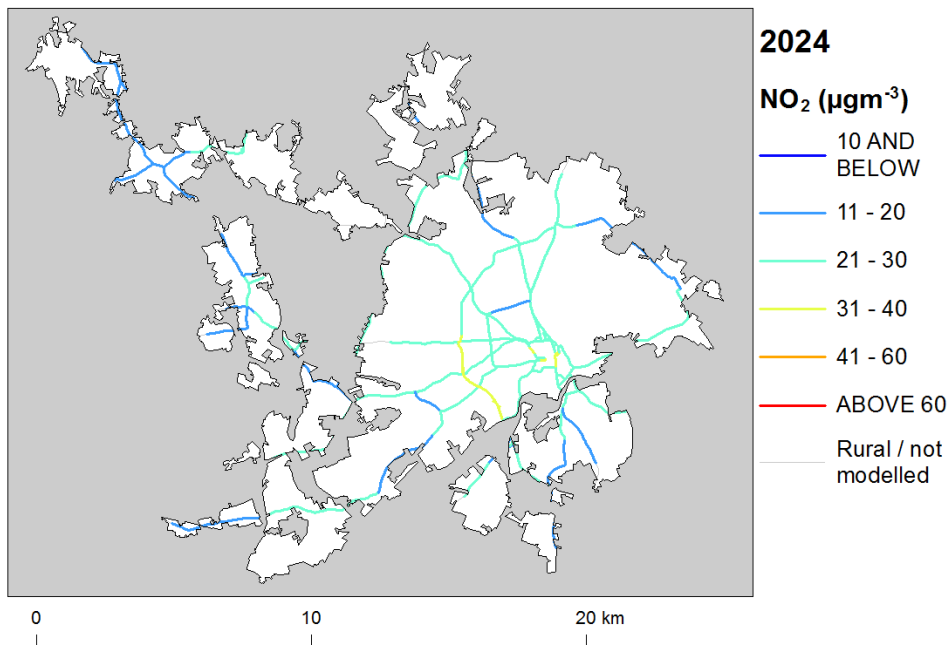 2024
NO₂ (µgm⁻³)
10 AND
BELOW
11 - 20
21 - 30
31 - 40
41 - 60
ABOVE 60
Rural / not
modelled
0 10 20 km